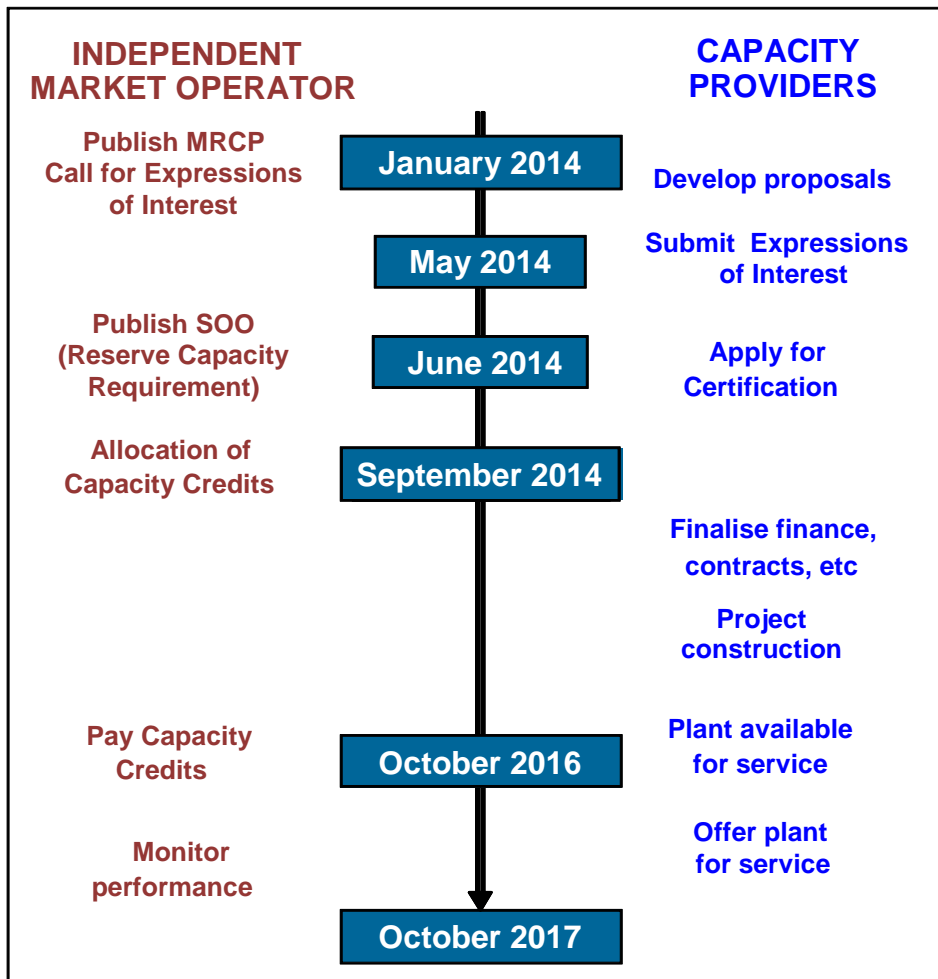 INDEPENDENT
MARKET OPERATOR
CAPACITY
PROVIDERS
Publish MRCP
Call for Expressions
of Interest
January 2014
Develop proposals
May 2014
Submit Expressions
of Interest
Publish SOO
(Reserve Capacity
Requirement)
June 2014
Apply for
Certification
Allocation of
Capacity Credits
September 2014
Finalise finance,
contracts, etc
Project
construction
Pay Capacity
Credits
October 2016
Plant available
for service
Monitor
performance
Offer plant
for service
October 2017